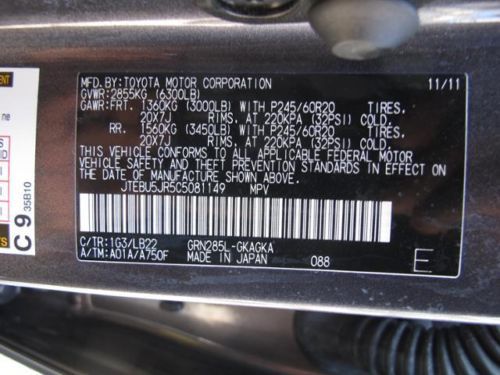 MFD.BY:TOYOTA MOTOR CORPORATION 11/11
GVWR:2855KG (6300LB)
GAWR:FRT. 1360KG (3000LB) WITH P245/60R20 TIRES,
20X7J RIMS, AT 220KPA (32PSI) COLD.
RR. 1560KG (3450LB) WITH P245/60R20 TIRES,
20X7J RIMS, AT 220KPA (32PSI) COLD.
THIS VEHICLE CONFORMS TO ALL APPLICABLE FEDERAL MOTOR
VEHICLE SAFETY AND THEFT PREVENTION STANDARDS IN EFFECT ON
THE DATE OF MANUFACTURE SHOWN ABOVE.
JTEBU5JR5C5081149 MPV
C/TR:1G3/LB22 GRN285L-GKAGKA
A/TM:A01A/A750F MADE IN JAPAN 088 E
C 9 35B10